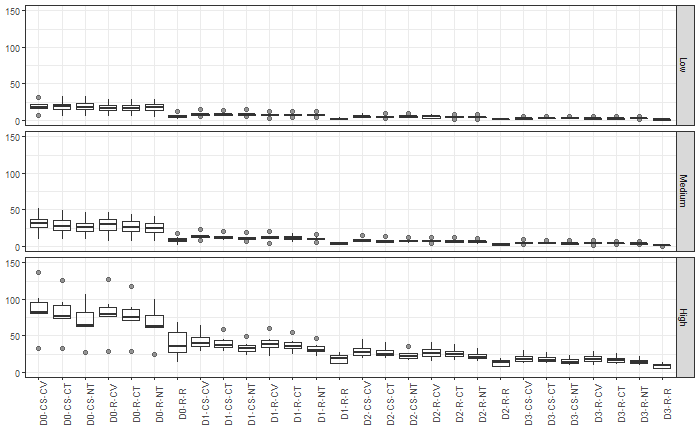 150
100
50
0
Low
150
100
50
0
Medium
150
100
50
0
High
D0-CS-CV
D0-CS-CT
D0-CS-NT
D0-R-CV
D0-R-CT
D0-R-NT
D0-R-R
D1-CS-CV
D1-CS-CT
D1-CS-NT
D1-R-CV
D1-R-CT
D1-R-NT
D1-R-R
D2-CS-CV
D2-CS-CT
D2-CS-NT
D2-R-CV
D2-R-CT
D2-R-NT
D2-R-R
D3-CS-CV
D3-CS-CT
D3-CS-NT
D3-R-CV
D3-R-CT
D3-R-NT
D3-R-R